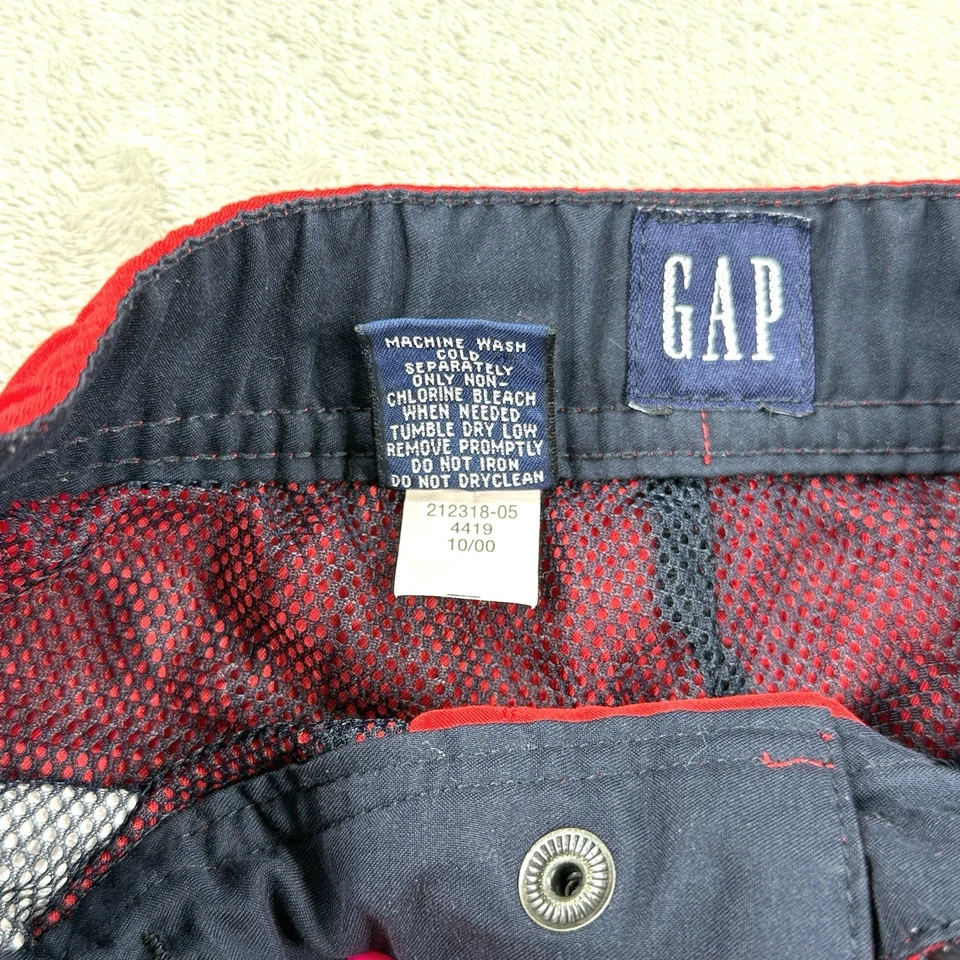 GAP
MACHINE WASH
COLD
SEPARATELY
ONLY NON-
CHLORINE BLEACH
WHEN NEEDED
TUMBLE DRY LOW
REMOVE PROMPTLY
DO NOT IRON
DO NOT DRYCLEAN
212318-05
4419
10/00